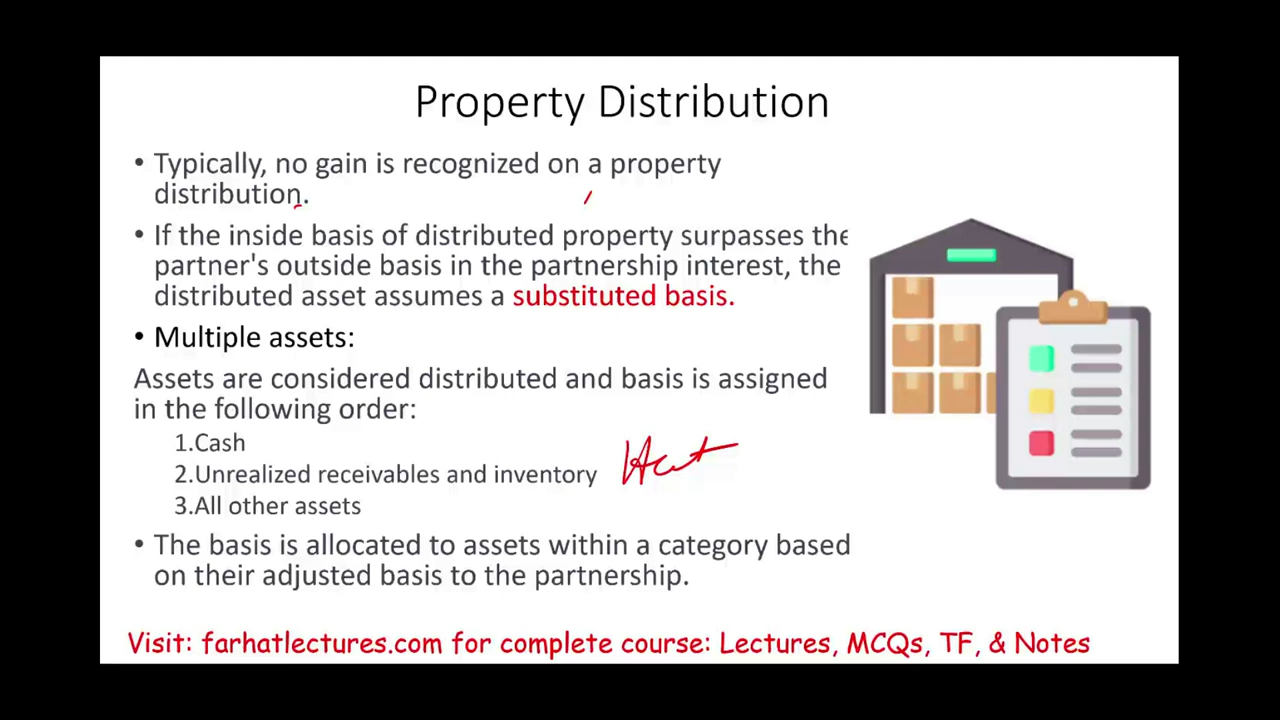 Property Distribution
• Typically, no gain is recognized on a property
distribution.
• If the inside basis of distributed property surpasses the
partner's outside basis in the partnership interest, the
distributed asset assumes a substituted basis.
• Multiple assets:
Assets are considered distributed and basis is assigned
in the following order:
1.Cash
2.Unrealized receivables and inventory
3.All other assets
• The basis is allocated to assets within a category based
on their adjusted basis to the partnership.
Visit: farhatlectures.com for complete course: Lectures, MCQs, TF, & Notes